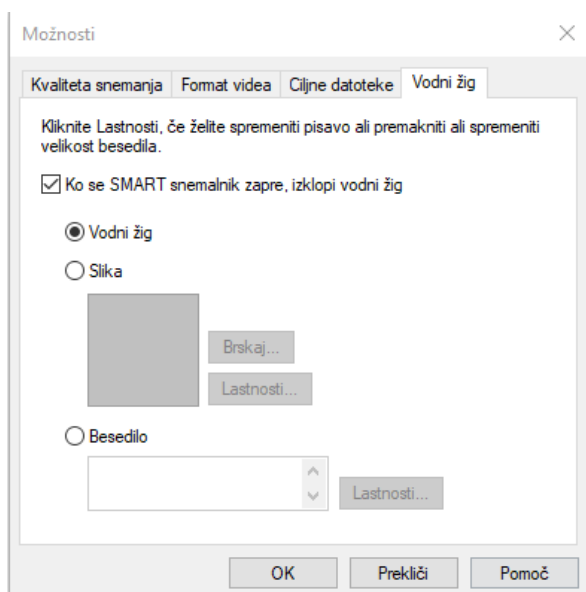 Možnosti
Kvaliteta snemanja
Format videa
Ciljne datoteke
Vodni žig
Kliknite Lastnosti, če želite spremeniti pisavo ali premakniti ali spremeniti
velikost besedila.
Ko se SMART snemalnik zapre, izklopi vodni žig
Vodni žig
Slika
Brskaj...
Lastnosti...
Besedilo
Lastnosti...
OK
Prekliči
Pomoč